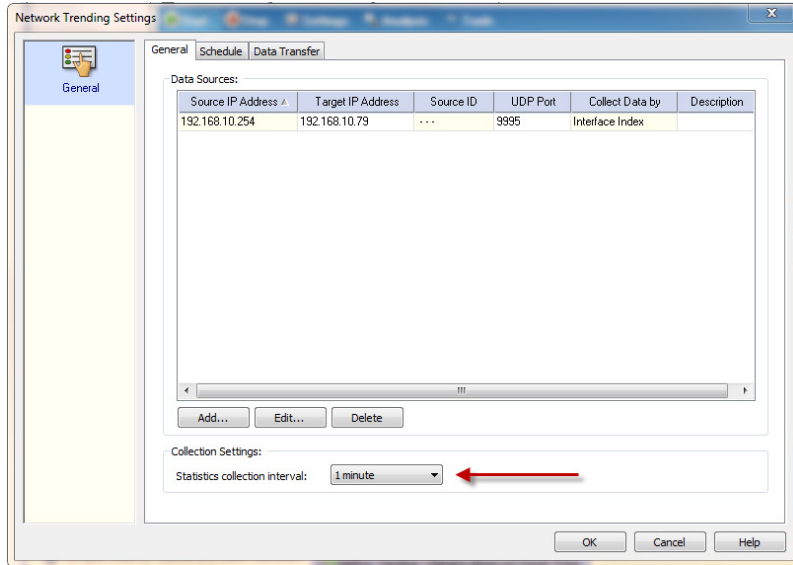 Network Trending Settings
General
General Schedule Data Transfer
Data Sources:
Source IP Address Target IP Address Source ID UDP Port Collect Data by Description
192.168.10.254 192.168.10.79 --- 9995 Interface Index
Add... Edit... Delete
Collection Settings:
Statistics collection interval: 1 minute
OK Cancel Help